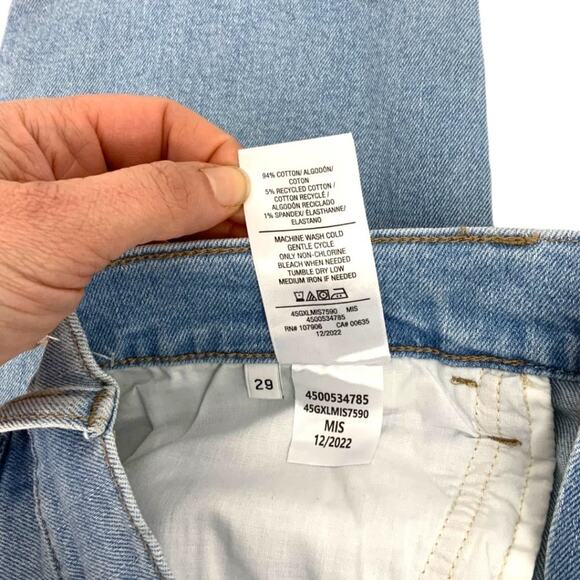 94% COTTON/ ALGODÓN/
COTON
5% RECYCLED COTTON /
COTON RECYCLÉ /
ALGODÓN RECICLADO
1% SPANDEX/ ÉLASTHANNE/
ELASTANO
MACHINE WASH COLD
GENTLE CYCLE
ONLY NON-CHLORINE
BLEACH WHEN NEEDED
TUMBLE DRY LOW
MEDIUM IRON IF NEEDED
45GXLMIS7590 MIS
4500534785
RN# 107906 CA# 00635
12/2022
29
4500534785
45GXLMIS7590
MIS
12/2022